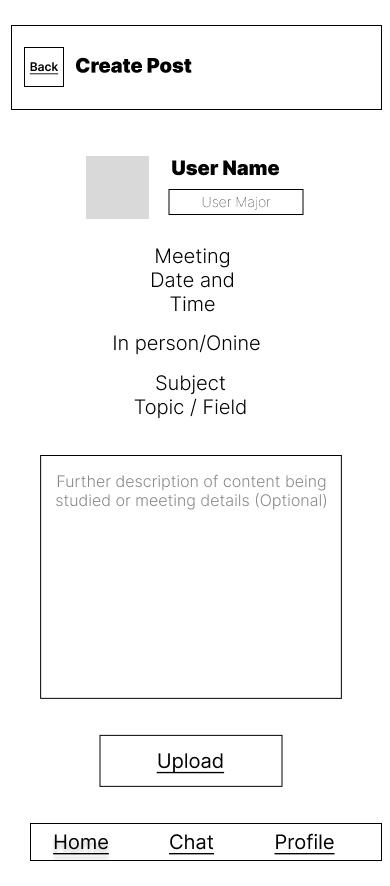 Back
Create Post
User Name
User Major
Meeting
Date and
Time
In person/Onine
Subject
Topic / Field
Further description of content being
studied or meeting details (Optional)
Upload
Home Chat Profile